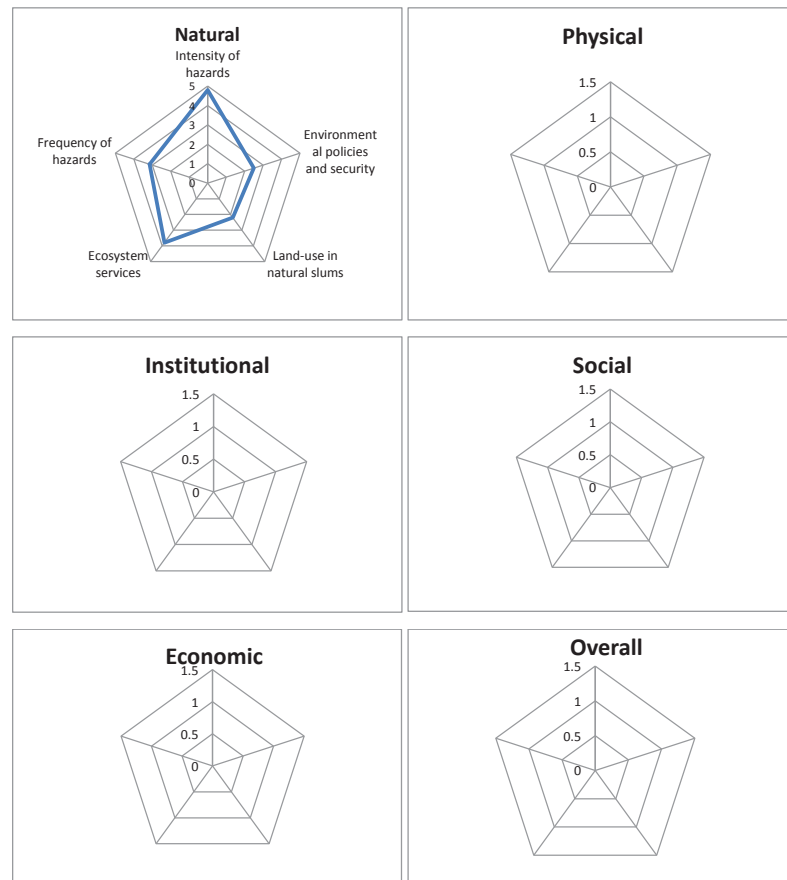 Natural
Intensity of
hazards
5
4
3
2
1
0
Frequency of
hazards
Environment
al policies
and security
Ecosystem
services
Land-use in
natural slums
Physical
1.5
1
0.5
0
Institutional
1.5
1
0.5
0
Social
1.5
1
0.5
0
Economic
1.5
1
0.5
0
Overall
1.5
1
0.5
0